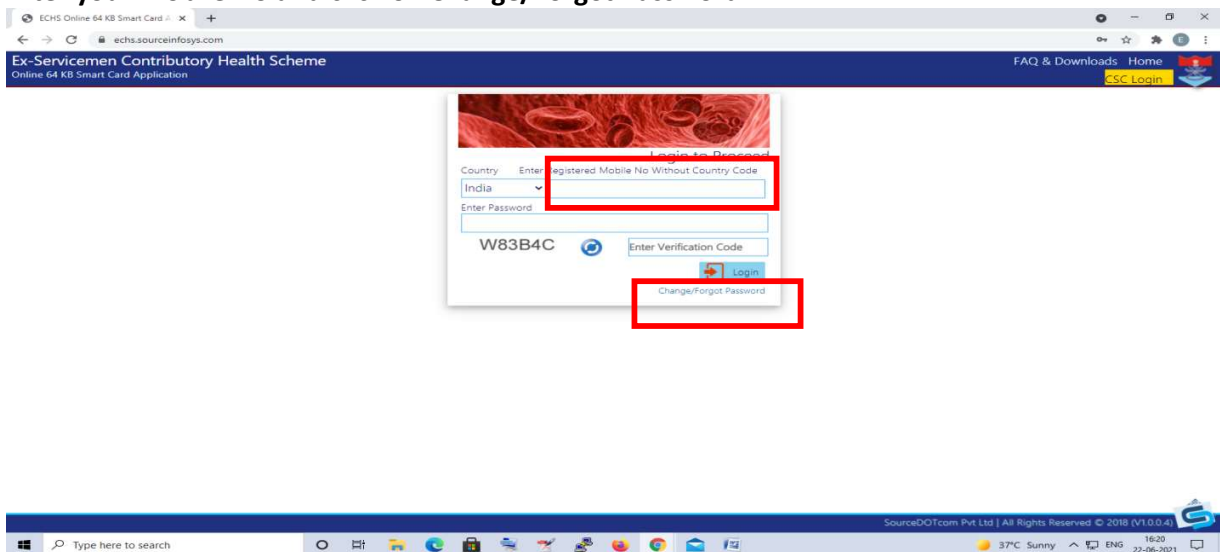 ECHS Online 64 KB Smart Card A
echs.sourceinfosys.com
Ex-Servicemen Contributory Health Scheme
Online 64 KB Smart Card Application
FAQ & Downloads Home
CSC Login
Login to Proceed
Country Enter Registered Mobile No Without Country Code
India
Enter Password
W83B4C
Enter Verification Code
Login
Change/Forgot Password
SourceDOTcom Pvt Ltd | All Rights Reserved © 2018 (V1.0.0.4)
Type here to search
37°C Sunny
ENG
16:20
22-06-2021